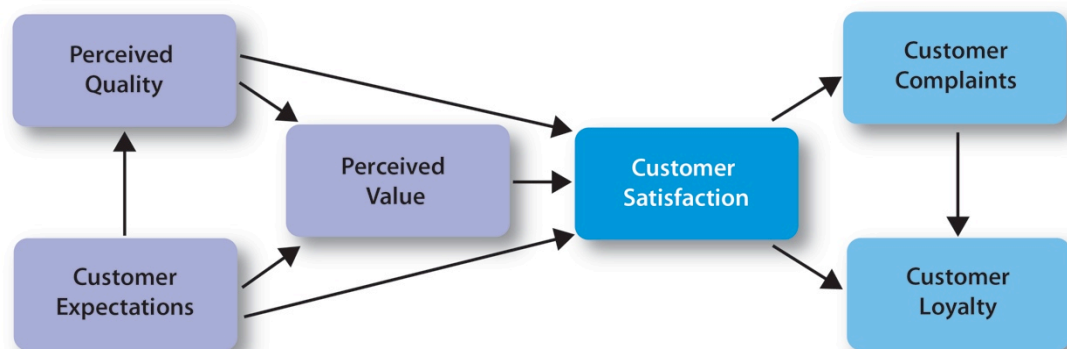 Perceived
Quality
Customer
Expectations
Perceived
Value
Customer
Satisfaction
Customer
Complaints
Customer
Loyalty